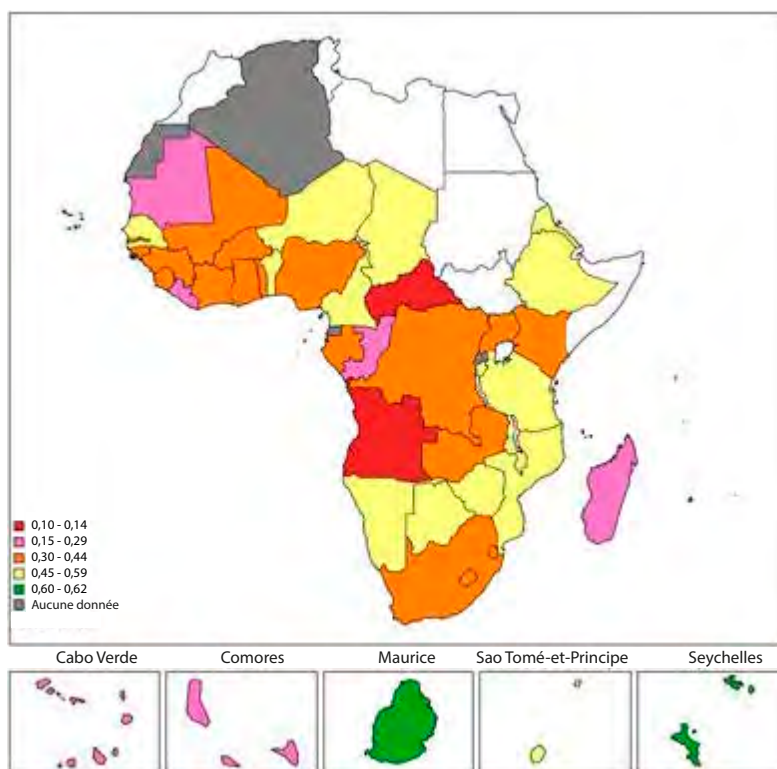 0,10 - 0,14
0,15 - 0,29
0,30 - 0,44
0,45 - 0,59
0,60 - 0,62
Aucune donnée
Cabo Verde Comores Maurice Sao Tomé-et-Principe Seychelles